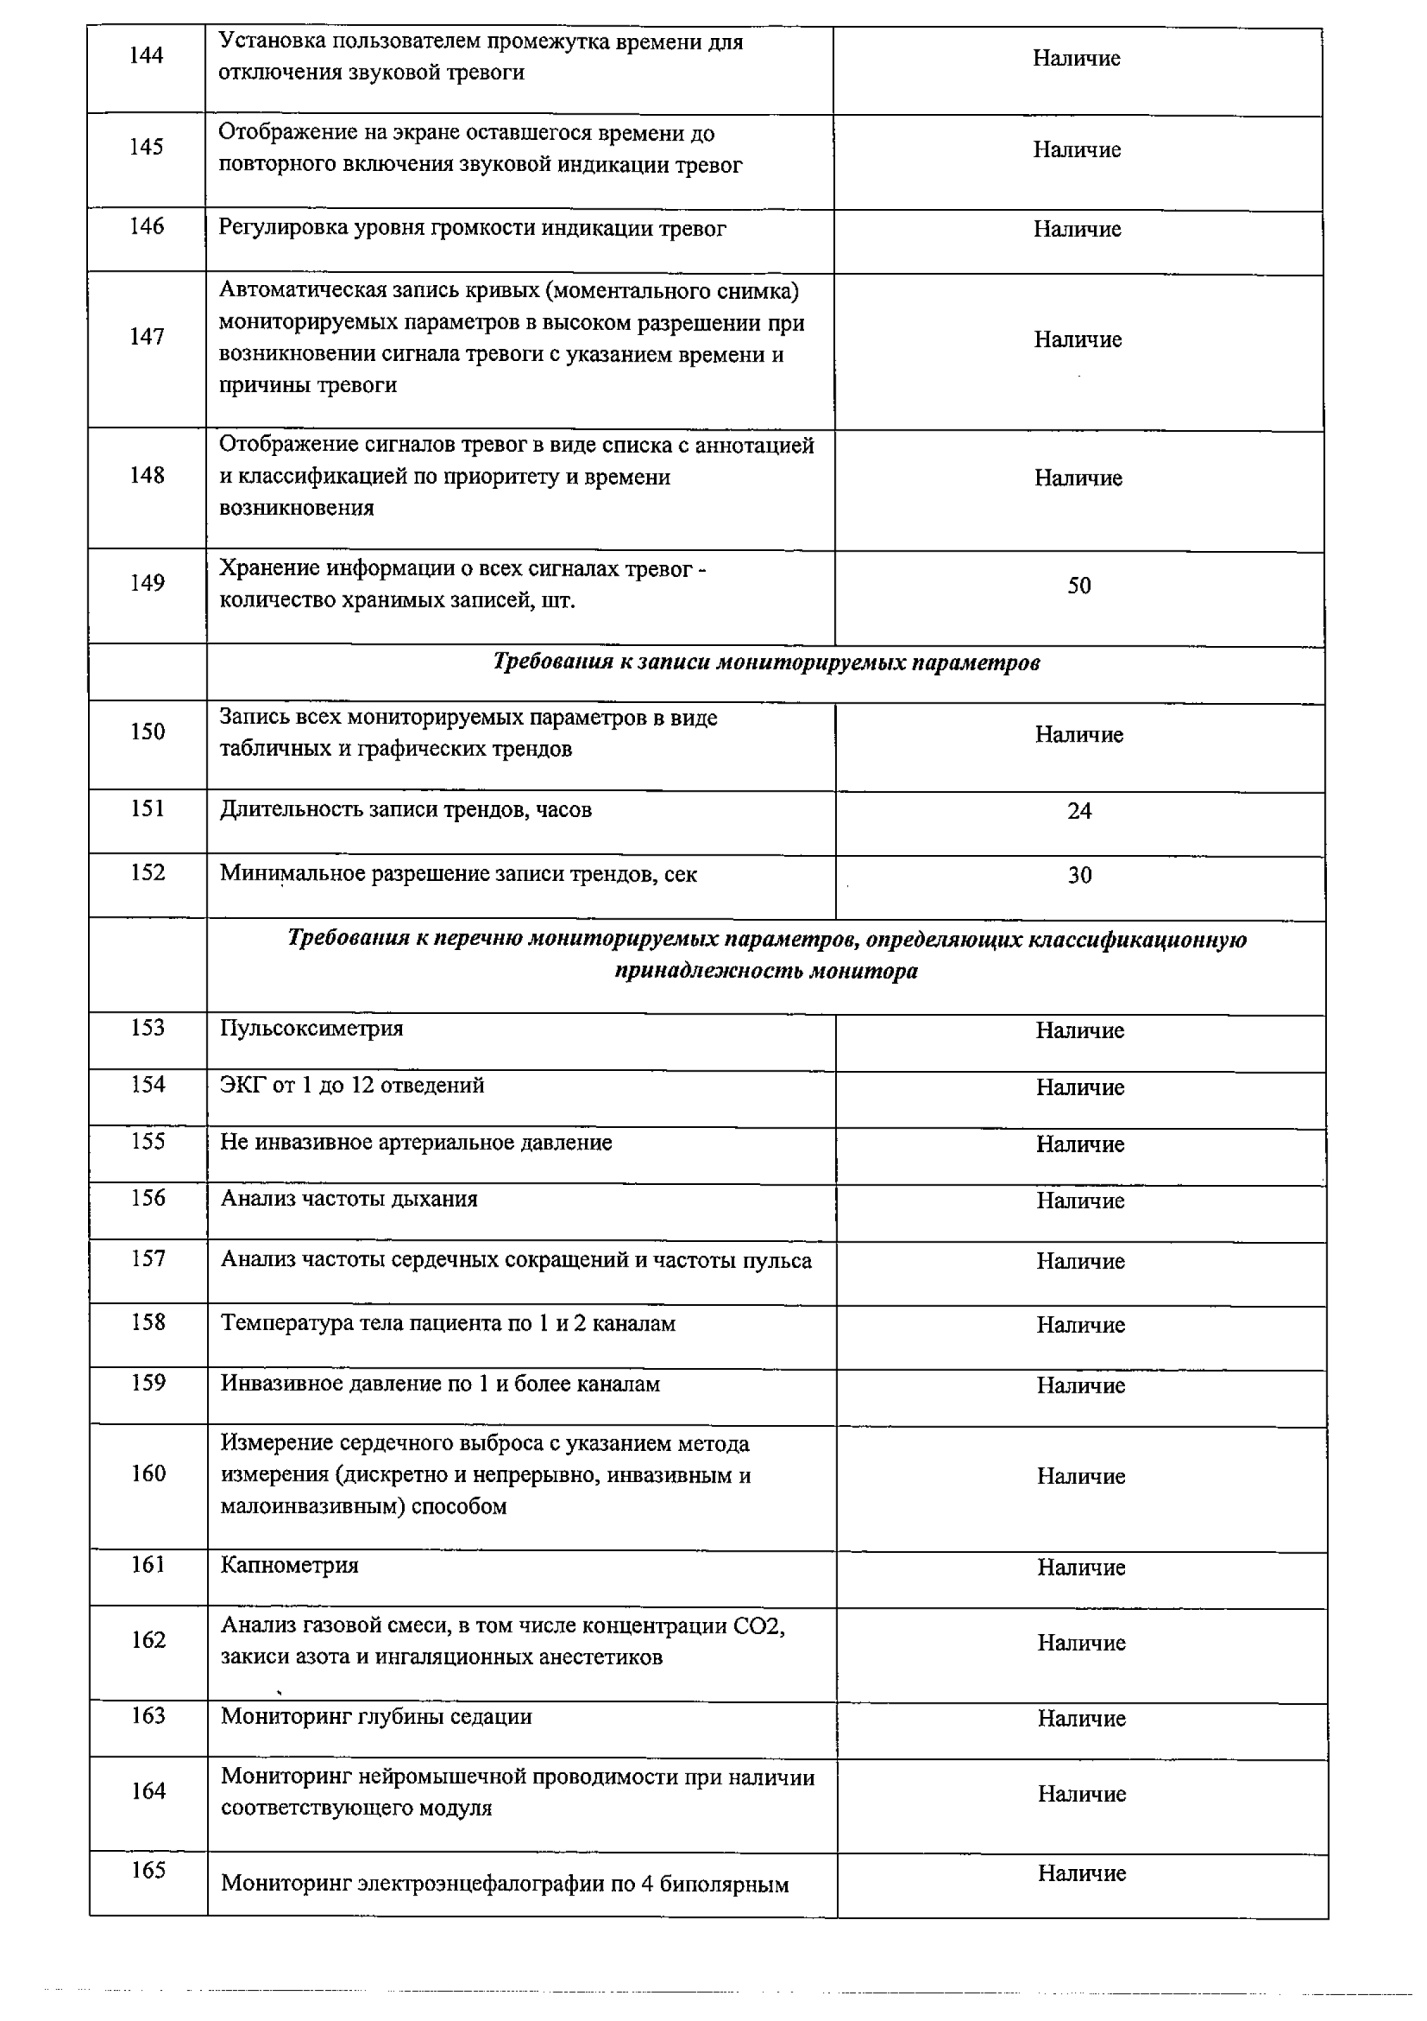 144
Установка пользователем промежутка времени для
отключения звуковой тревоги
Наличие
145
Отображение на экране оставшегося времени до
повторного включения звуковой индикации тревог
Наличие
146
Регулировка уровня громкости индикации тревог
Наличие
147
Автоматическая запись кривых (моментального снимка)
мониторируемых параметров в высоком разрешении при
возникновении сигнала тревоги с указанием времени и
причины тревоги
Наличие
148
Отображение сигналов тревог в виде списка с аннотацией
и классификацией по приоритету и времени
возникновения
Наличие
149
Хранение информации о всех сигналах тревог -
количество хранимых записей, шт.
50
Требования к записи мониторируемых параметров
150
Запись всех мониторируемых параметров в виде
табличных и графических трендов
Наличие
151
Длительность записи трендов, часов
24
152
Минимальное разрешение записи трендов, сек
30
Требования к перечню мониторируемых параметров, определяющих классификационную
принадлежность монитора
153
Пульсоксиметрия
Наличие
154
ЭКГ от 1 до 12 отведений
Наличие
155
Не инвазивное артериальное давление
Наличие
156
Анализ частоты дыхания
Наличие
157
Анализ частоты сердечных сокращений и частоты пульса
Наличие
158
Температура тела пациента по 1 и 2 каналам
Наличие
159
Инвазивное давление по 1 и более каналам
Наличие
160
Измерение сердечного выброса с указанием метода
измерения (дискретно и непрерывно, инвазивным и
малоинвазивным) способом
Наличие
161
Капнометрия
Наличие
162
Анализ газовой смеси, в том числе концентрации СО2,
закиси азота и ингаляционных анестетиков
Наличие
163
Мониторинг глубины седации
Наличие
164
Мониторинг нейромышечной проводимости при наличии
соответствующего модуля
Наличие
165
Мониторинг электроэнцефалографии по 4 биполярным
Наличие